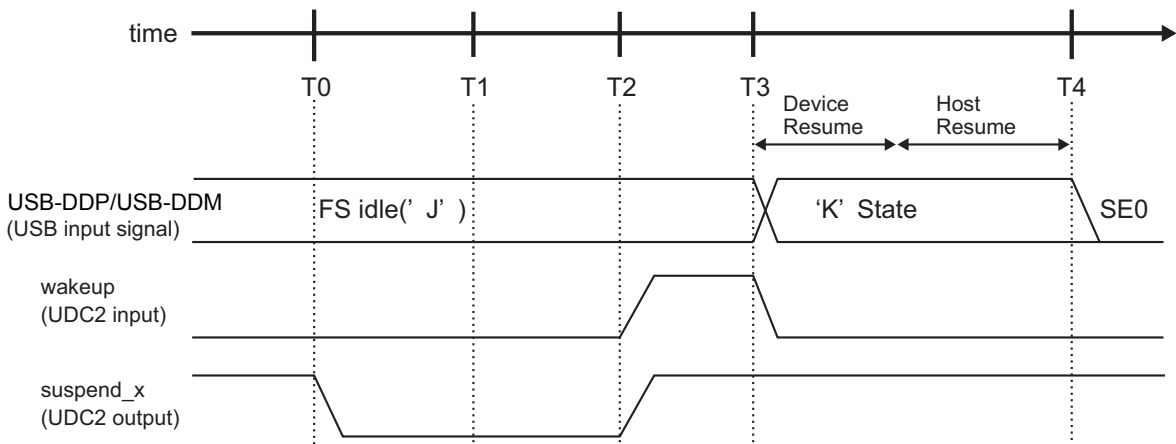 time
T0
T1
T2
T3
T4
Device
Resume
Host
Resume
USB-DDP/USB-DDM
(USB input signal)
FS idle(’ J’ )
‘K’ State
SE0
wakeup
(UDC2 input)
suspend_x
(UDC2 output)